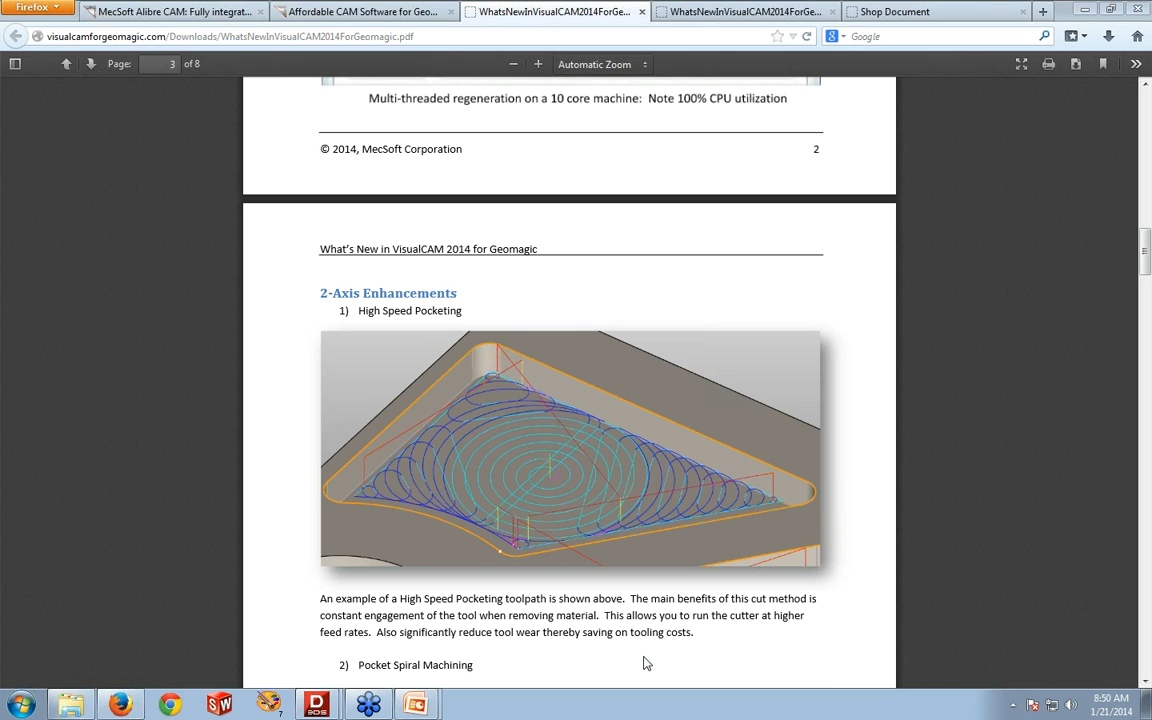 Firefox
MecSoft Alibre CAM: Fully integrat...
Affordable CAM Software for Geo...
WhatsNewInVisualCAM2014ForGe...
WhatsNewInVisualCAM2014ForGe...
Shop Document
visualcamforgeomagic.com/Downloads/WhatsNewInVisualCAM2014ForGeomagic.pdf
Google
Page: 3 of 8
Automatic Zoom
Multi-threaded regeneration on a 10 core machine: Note 100% CPU utilization
© 2014, MecSoft Corporation 2
What's New in VisualCAM 2014 for Geomagic
2-Axis Enhancements
1) High Speed Pocketing
An example of a High Speed Pocketing toolpath is shown above. The main benefits of this cut method is
constant engagement of the tool when removing material. This allows you to run the cutter at higher
feed rates. Also significantly reduce tool wear thereby saving on tooling costs.
2) Pocket Spiral Machining
8:50 AM
1/21/2014